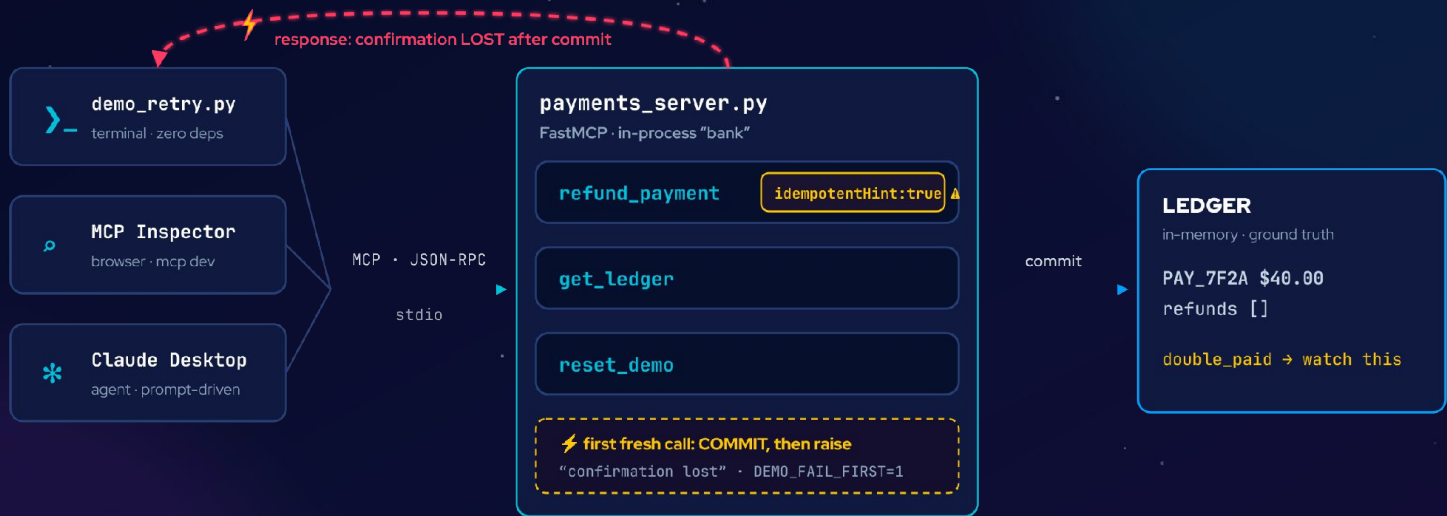 response: confirmation LOST after commit
demo_retry.py
terminal · zero deps
MCP Inspector
browser · mcp dev
Claude Desktop
agent · prompt-driven
MCP · JSON-RPC
stdio
payments_server.py
FastMCP · in-process “bank”
refund_payment
idempotentHint:true
get_ledger
reset_demo
first fresh call: COMMIT, then raise
“confirmation lost” · DEMO_FAIL_FIRST=1
commit
LEDGER
in-memory · ground truth
PAY_7F2A $40.00
refunds []
double_paid → watch this